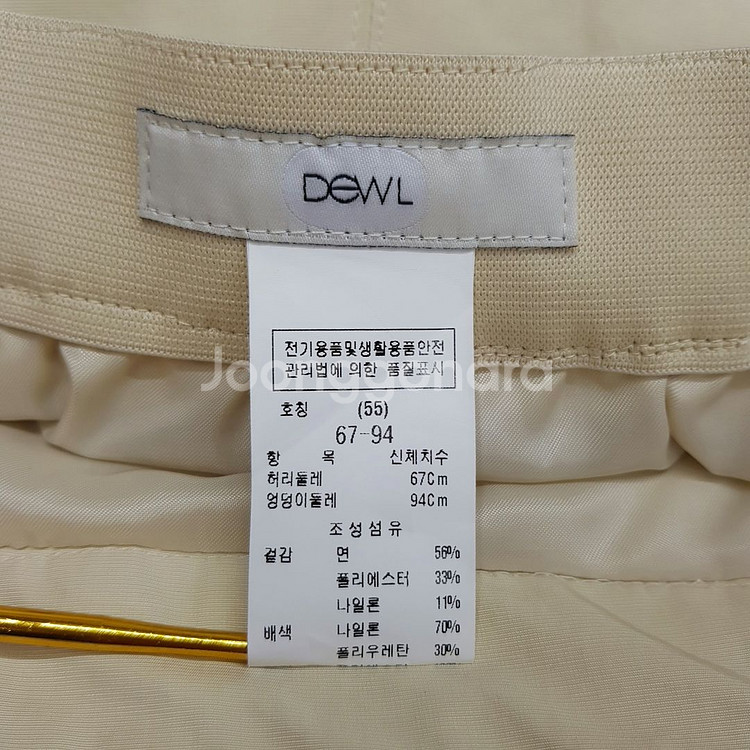 DEWL
전기용품및생활용품안전
관리법에 의한 품질표시
Joonggonara
호칭 (55)
67-94
항 목 신체치수
허리둘레 67Cm
엉덩이둘레 94Cm
조성섬유
겉감 면 56%
폴리에스터 33%
나일론 11%
배색 나일론 70%
폴리우레탄 30%